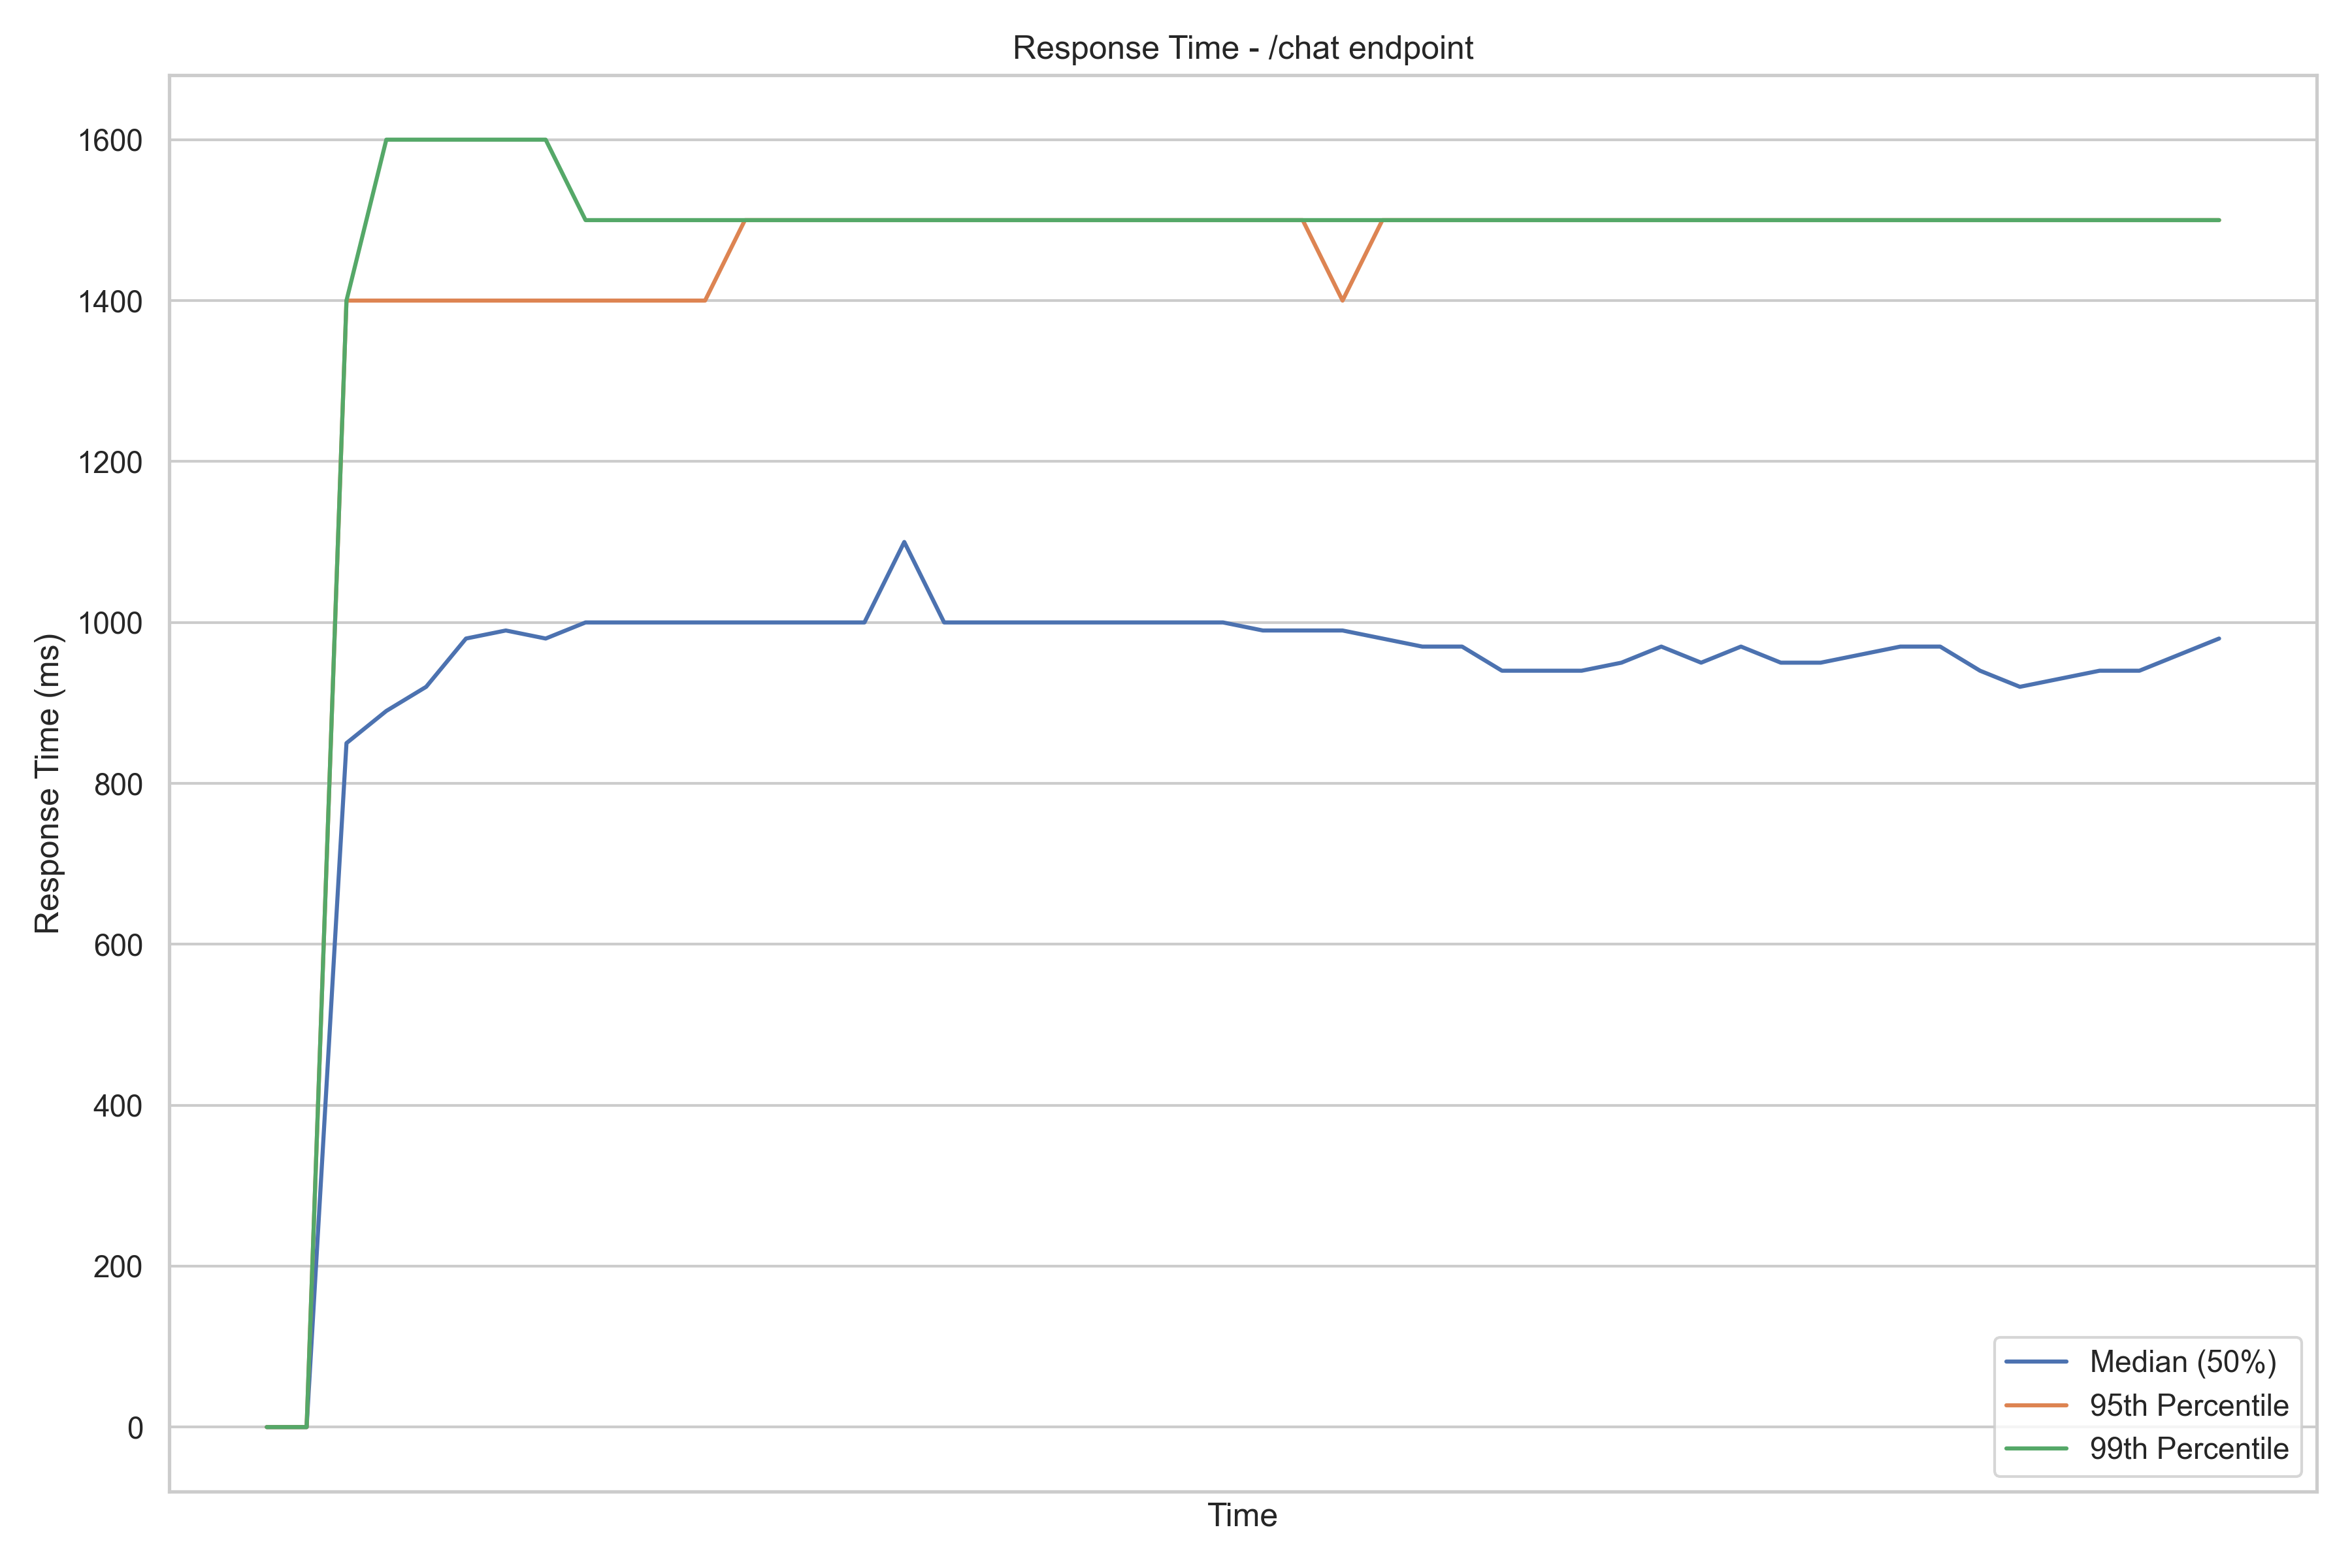 Response Time - /chat endpoint
Response Time (ms)
1600
1400
1200
1000
800
600
400
200
0
Median (50%)
95th Percentile
99th Percentile
Time